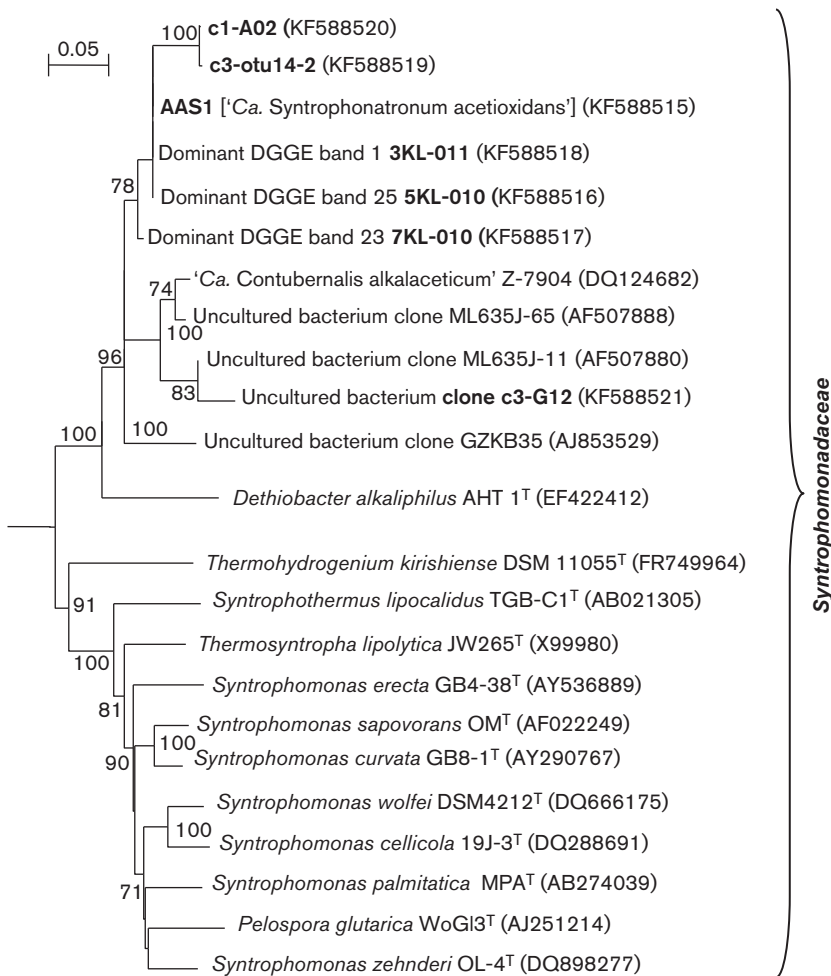 100
c1-A02 (KF588520)
0.05
c3-otu14-2 (KF588519)
AAS1 [‘Ca. Syntrophonatronum acetioxidans’] (KF588515)
Dominant DGGE band 1 3KL-011 (KF588518)
78
Dominant DGGE band 25 5KL-010 (KF588516)
Dominant DGGE band 23 7KL-010 (KF588517)
‘Ca. Contubernalis alkalaceticum’ Z-7904 (DQ124682)
74
Uncultured bacterium clone ML635J-65 (AF507888)
100
Uncultured bacterium clone ML635J-11 (AF507880)
96
83
Uncultured bacterium clone c3-G12 (KF588521)
100
100
Uncultured bacterium clone GZKB35 (AJ853529)
Dethiobacter alkaliphilus AHT 1ᵀ (EF422412)
Thermohydrogenium kirishiense DSM 11055ᵀ (FR749964)
91
Syntrophothermus lipocalidus TGB-C1ᵀ (AB021305)
100
Thermosyntropha lipolytica JW265ᵀ (X99980)
Syntrophomonas erecta GB4-38ᵀ (AY536889)
81
Syntrophomonas sapovorans OMᵀ (AF022249)
100
90
Syntrophomonas curvata GB8-1ᵀ (AY290767)
Syntrophomonas wolfei DSM4212ᵀ (DQ666175)
100
Syntrophomonas cellicola 19J-3ᵀ (DQ288691)
71
Syntrophomonas palmitatica MPAᵀ (AB274039)
Pelospora glutarica WoGl3ᵀ (AJ251214)
Syntrophomonas zehnderi OL-4ᵀ (DQ898277)
Syntrophomonadaceae